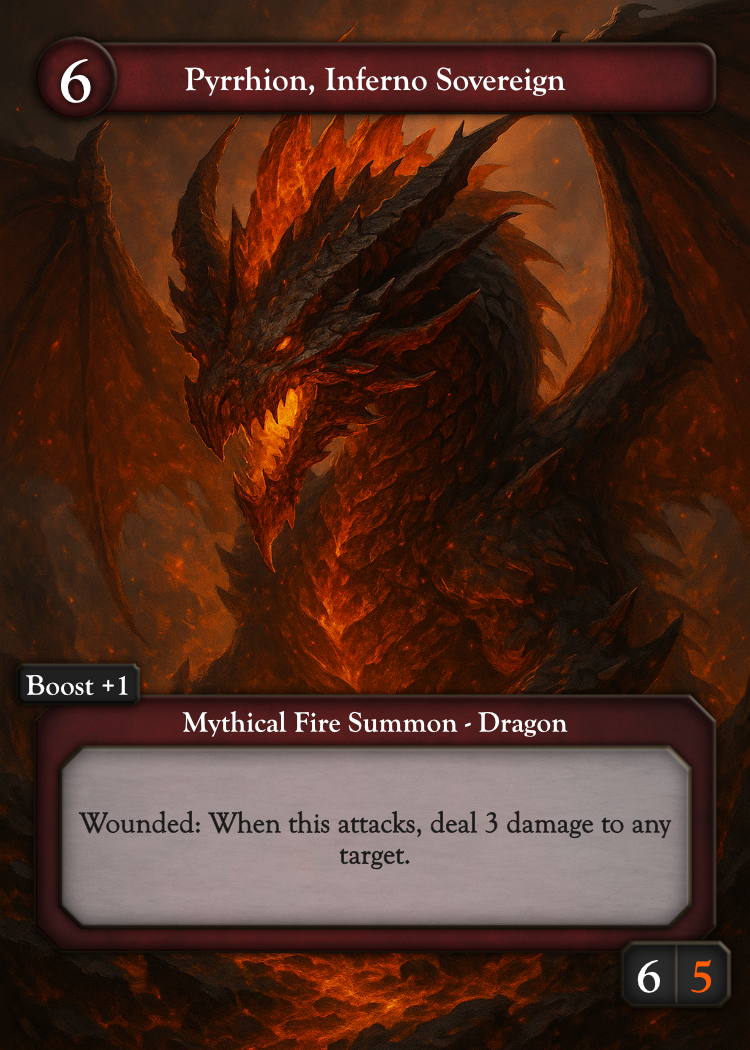 6
Pyrrhion, Inferno Sovereign
Boost +1
Mythical Fire Summon - Dragon
Wounded: When this attacks, deal 3 damage to any
target.
6 5